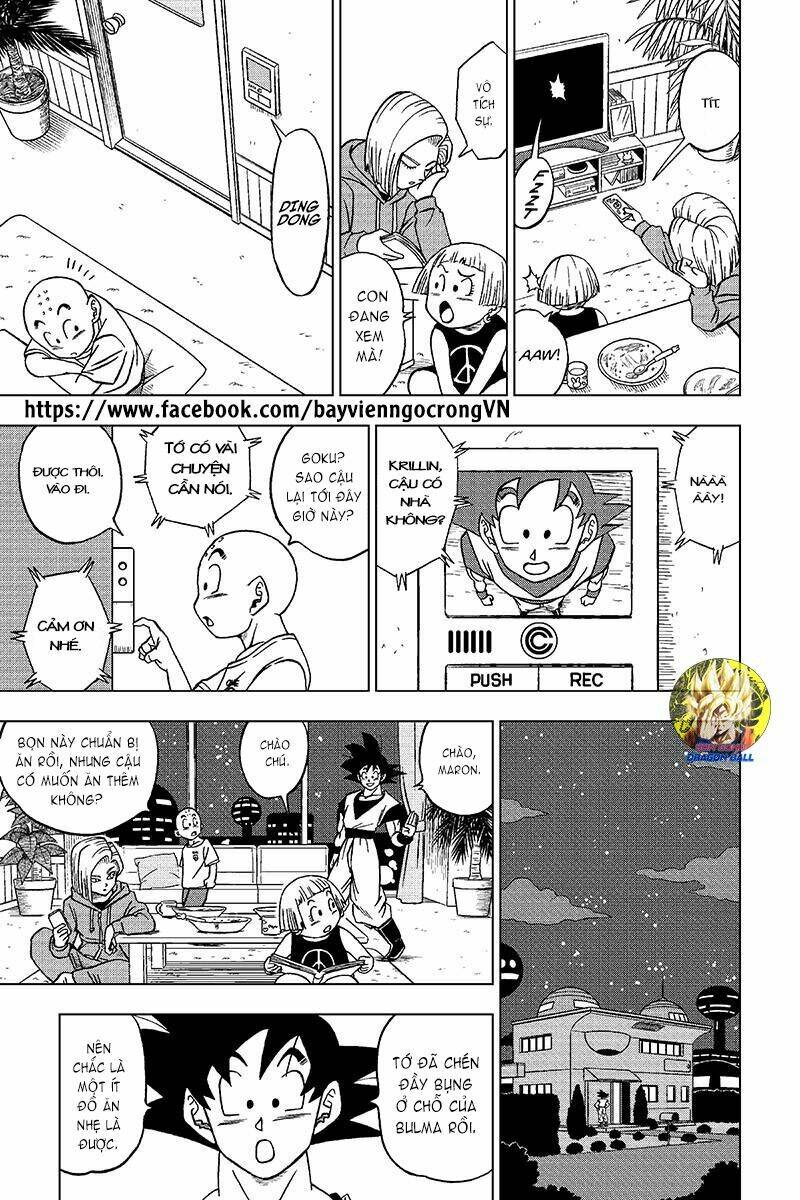 TÍT.
FZZT
AAW!
VÔ
TÍCH
SỰ.
CON
ĐANG
XEM
MÀ!
DING
DONG
https://www.facebook.com/bayvienngocrongVN
NÀÀÀ
ÀÀY!
KRILLIN,
CẬU CÓ
NHÀ
KHÔNG?
PUSH
REC
GOKU?
SAO CẬU
LẠI TỚI ĐÂY
GIỜ NÀY?
TỚ CÓ VÀI
CHUYỆN
CẦN NÓI.
ĐƯỢC THÔI.
VÀO ĐI.
CẢM ƠN
NHÉ.
DRAGON BALL
CHÀO,
MARON.
CHÀO
CHÚ.
BỌN NÀY CHUẨN BỊ
ĂN RỒI, NHƯNG CẬU
CÓ MUỐN ĂN THÊM
KHÔNG?
TỚ ĐÃ CHÉN
ĐẦY BỤNG
Ở CHỖ CỦA
BULMA RỒI.
NÊN
CHẮC LÀ
MỘT ÍT
ĐỒ ĂN
NHẸ LÀ
ĐƯỢC.